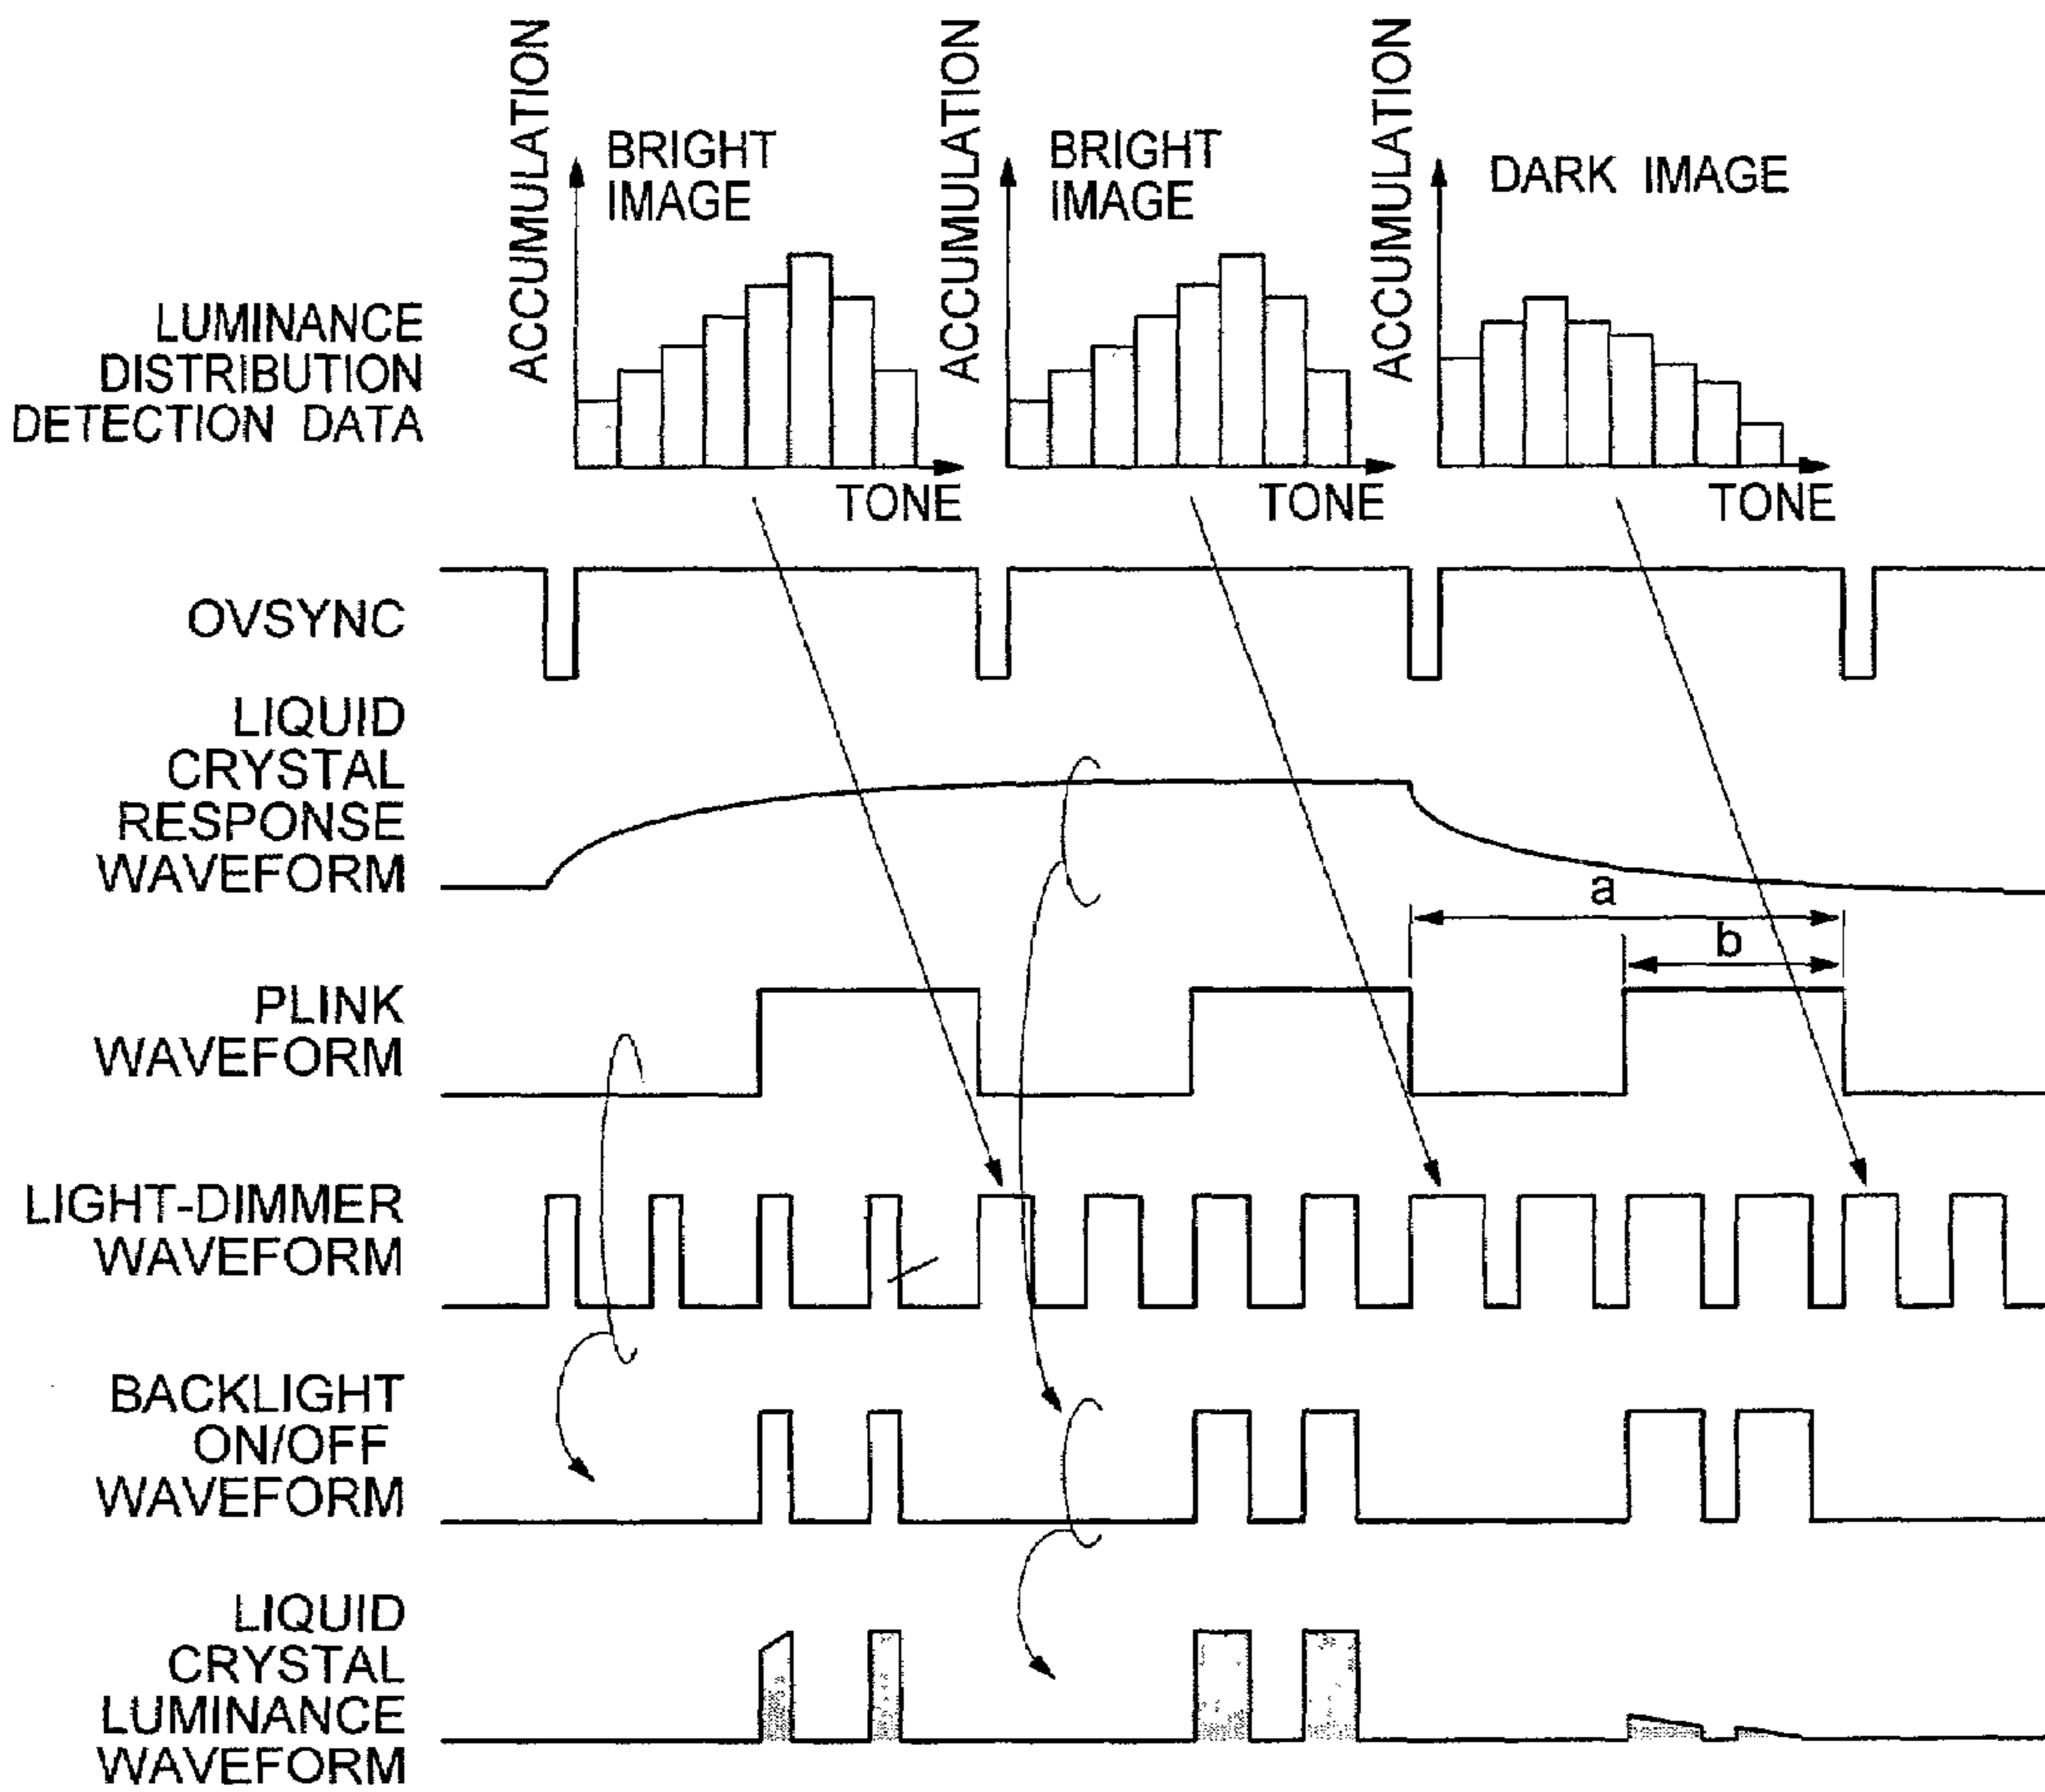 ACCUMULATION
BRIGHT
IMAGE
TONE
ACCUMULATION
BRIGHT
IMAGE
TONE
ACCUMULATION
DARK IMAGE
TONE
LUMINANCE
DISTRIBUTION
DETECTION DATA
OVSYNC
LIQUID
CRYSTAL
RESPONSE
WAVEFORM
a
b
PLINK
WAVEFORM
LIGHT-DIMMER
WAVEFORM
BACKLIGHT
ON/OFF
WAVEFORM
LIQUID
CRYSTAL
LUMINANCE
WAVEFORM